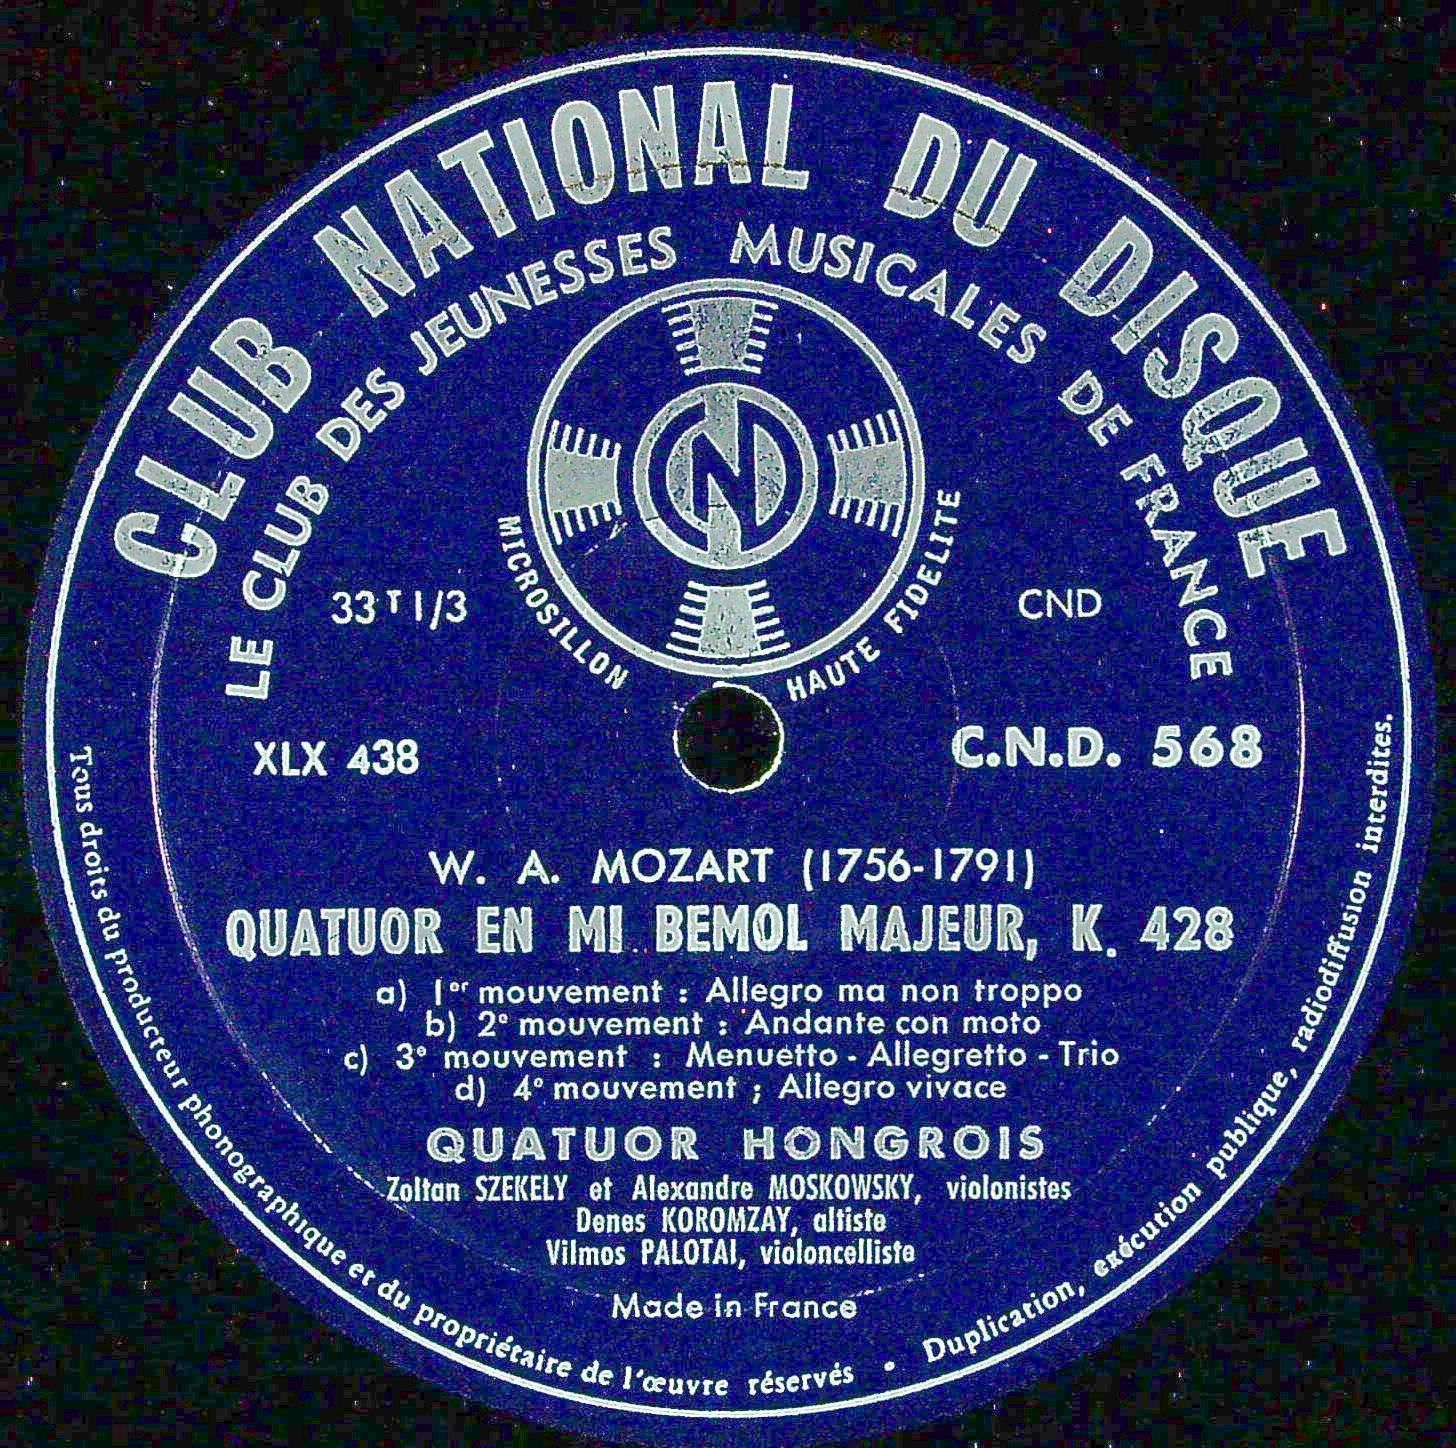 CLUB NATIONAL DU DISQUE
LE CLUB DES JEUNESSES MUSICALES DE FRANCE
CN
MICROSILLON HAUTE FIDELITE
33 T 1/3 CND
XLX 438 C.N.D. 568
W. A. MOZART (1756-1791)
QUATUOR EN MI BEMOL MAJEUR, K. 428
a) 1er mouvement : Allegro ma non troppo
b) 2e mouvement : Andante con moto
c) 3e mouvement : Menuetto - Allegretto - Trio
d) 4e mouvement ; Allegro vivace
QUATUOR HONGROIS
Zoltan SZEKELY et Alexandre MOSKOWSKY, violonistes
Denes KOROMZAY, altiste
Vilmos PALOTAI, violoncelliste
Made in France
Tous droits du producteur phonographique et du propriétaire de l'œuvre réservés • Duplication, exécution publique, radiodiffusion interdites.